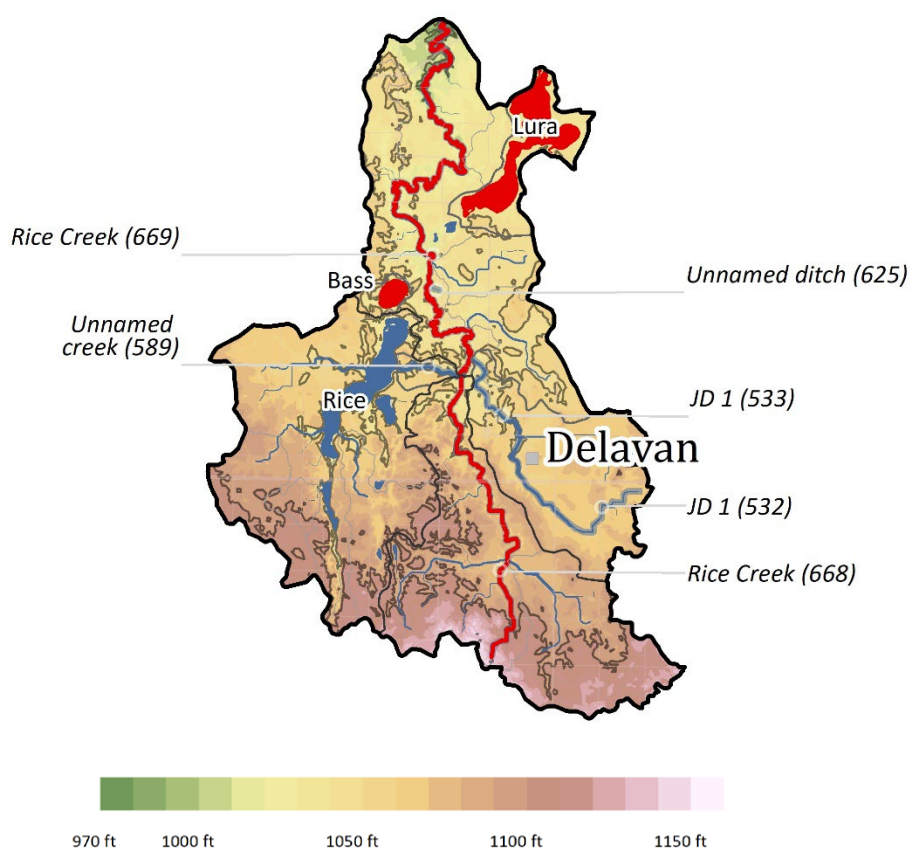 Lura
Rice Creek (669)
Bass
Unnamed ditch (625)
Unnamed
creek (589)
Rice
JD 1 (533)
Delavan
JD 1 (532)
Rice Creek (668)
970 ft
1000 ft
1050 ft
1100 ft
1150 ft